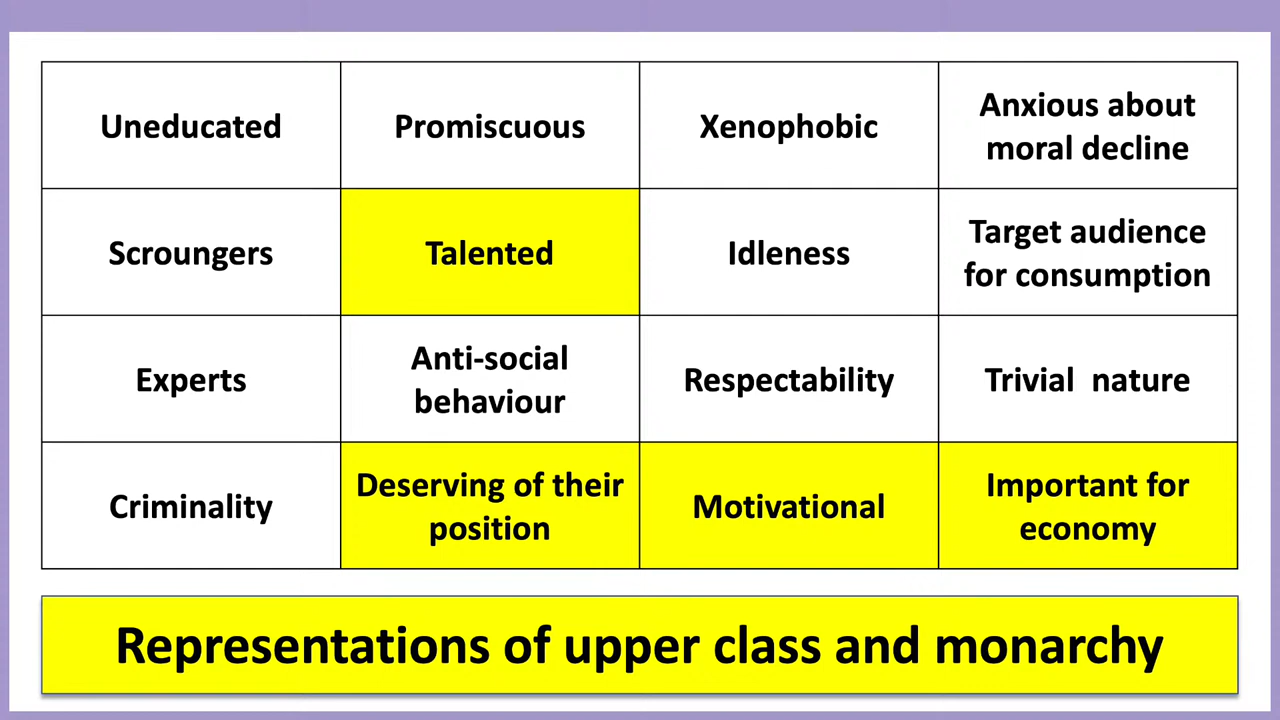 Uneducated
Promiscuous
Xenophobic
Anxious about
moral decline
Scroungers
Talented
Idleness
Target audience
for consumption
Experts
Anti-social
behaviour
Respectability
Trivial  nature
Criminality
Deserving of their
position
Motivational
Important for
economy
Representations of upper class and monarchy